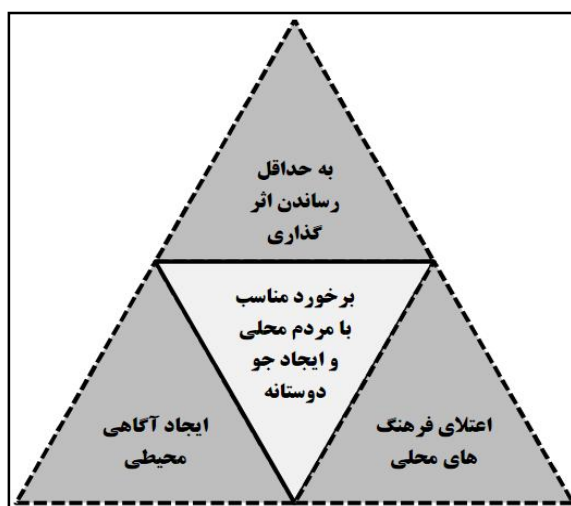 به حداقل
رساندن اثر
گذاری
برخورد مناسب
با مردم محلی
و ایجاد جو
دوستانه
اعتلای فرهنگ
های محلی
ایجاد آگاهی
محیطی